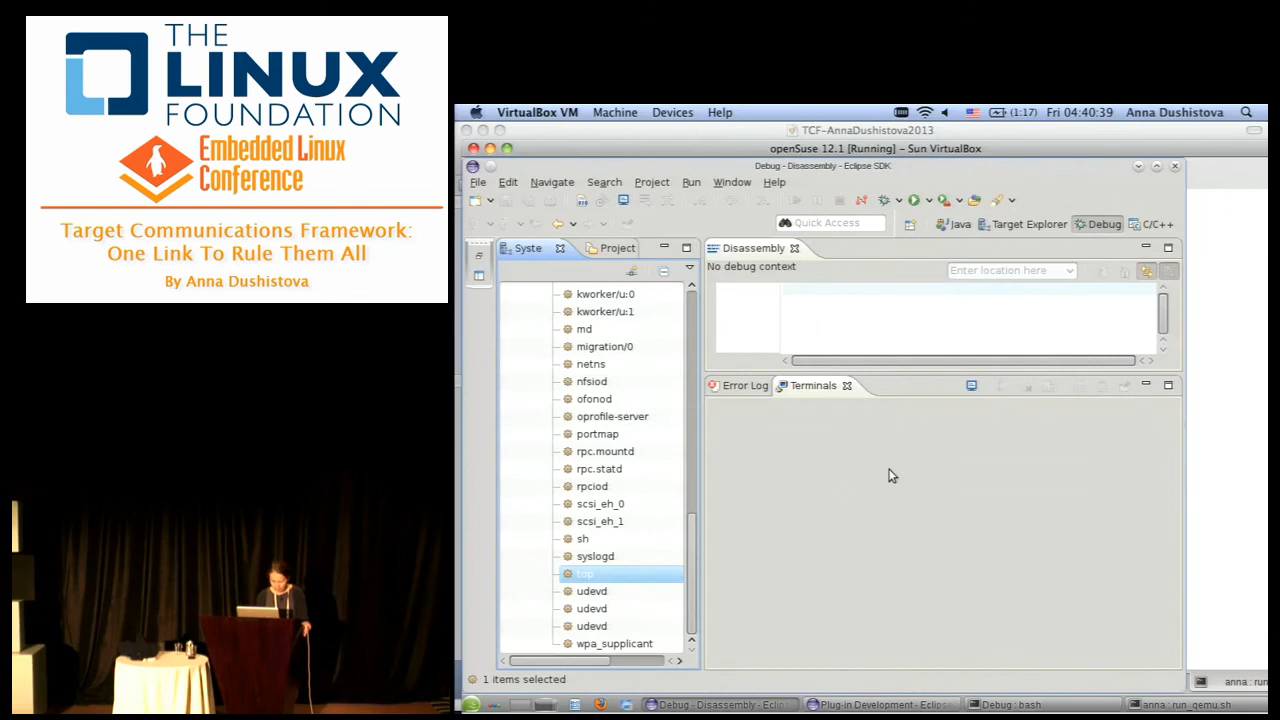 THE
LINUX
FOUNDATION
Embedded Linux
Conference
Target Communications Framework:
One Link To Rule Them All
By Anna Dushistova
VirtualBox VM Machine Devices Help (1:17) Fri 04:40:39 Anna Dushistova
TCF-AnnaDushistova2013
openSuse 12.1 [Running] – Sun VirtualBox
Debug - Disassembly - Eclipse SDK
File Edit Navigate Search Project Run Window Help
Quick Access Java Target Explorer Debug C/C++
Syste Project
Disassembly
No debug context Enter location here
kworker/u:0
kworker/u:1
md
migration/0
netns
nfsiod
ofonod
oprofile-server
portmap
rpc.mountd
rpc.statd
rpciod
scsi_eh_0
scsi_eh_1
sh
syslogd
top
udevd
udevd
udevd
wpa_supplicant
Error Log Terminals
1 items selected
anna : run
Debug - Disassembly - Eclip Plug-in Development - Eclipse Debug : bash anna : run_qemu.sh